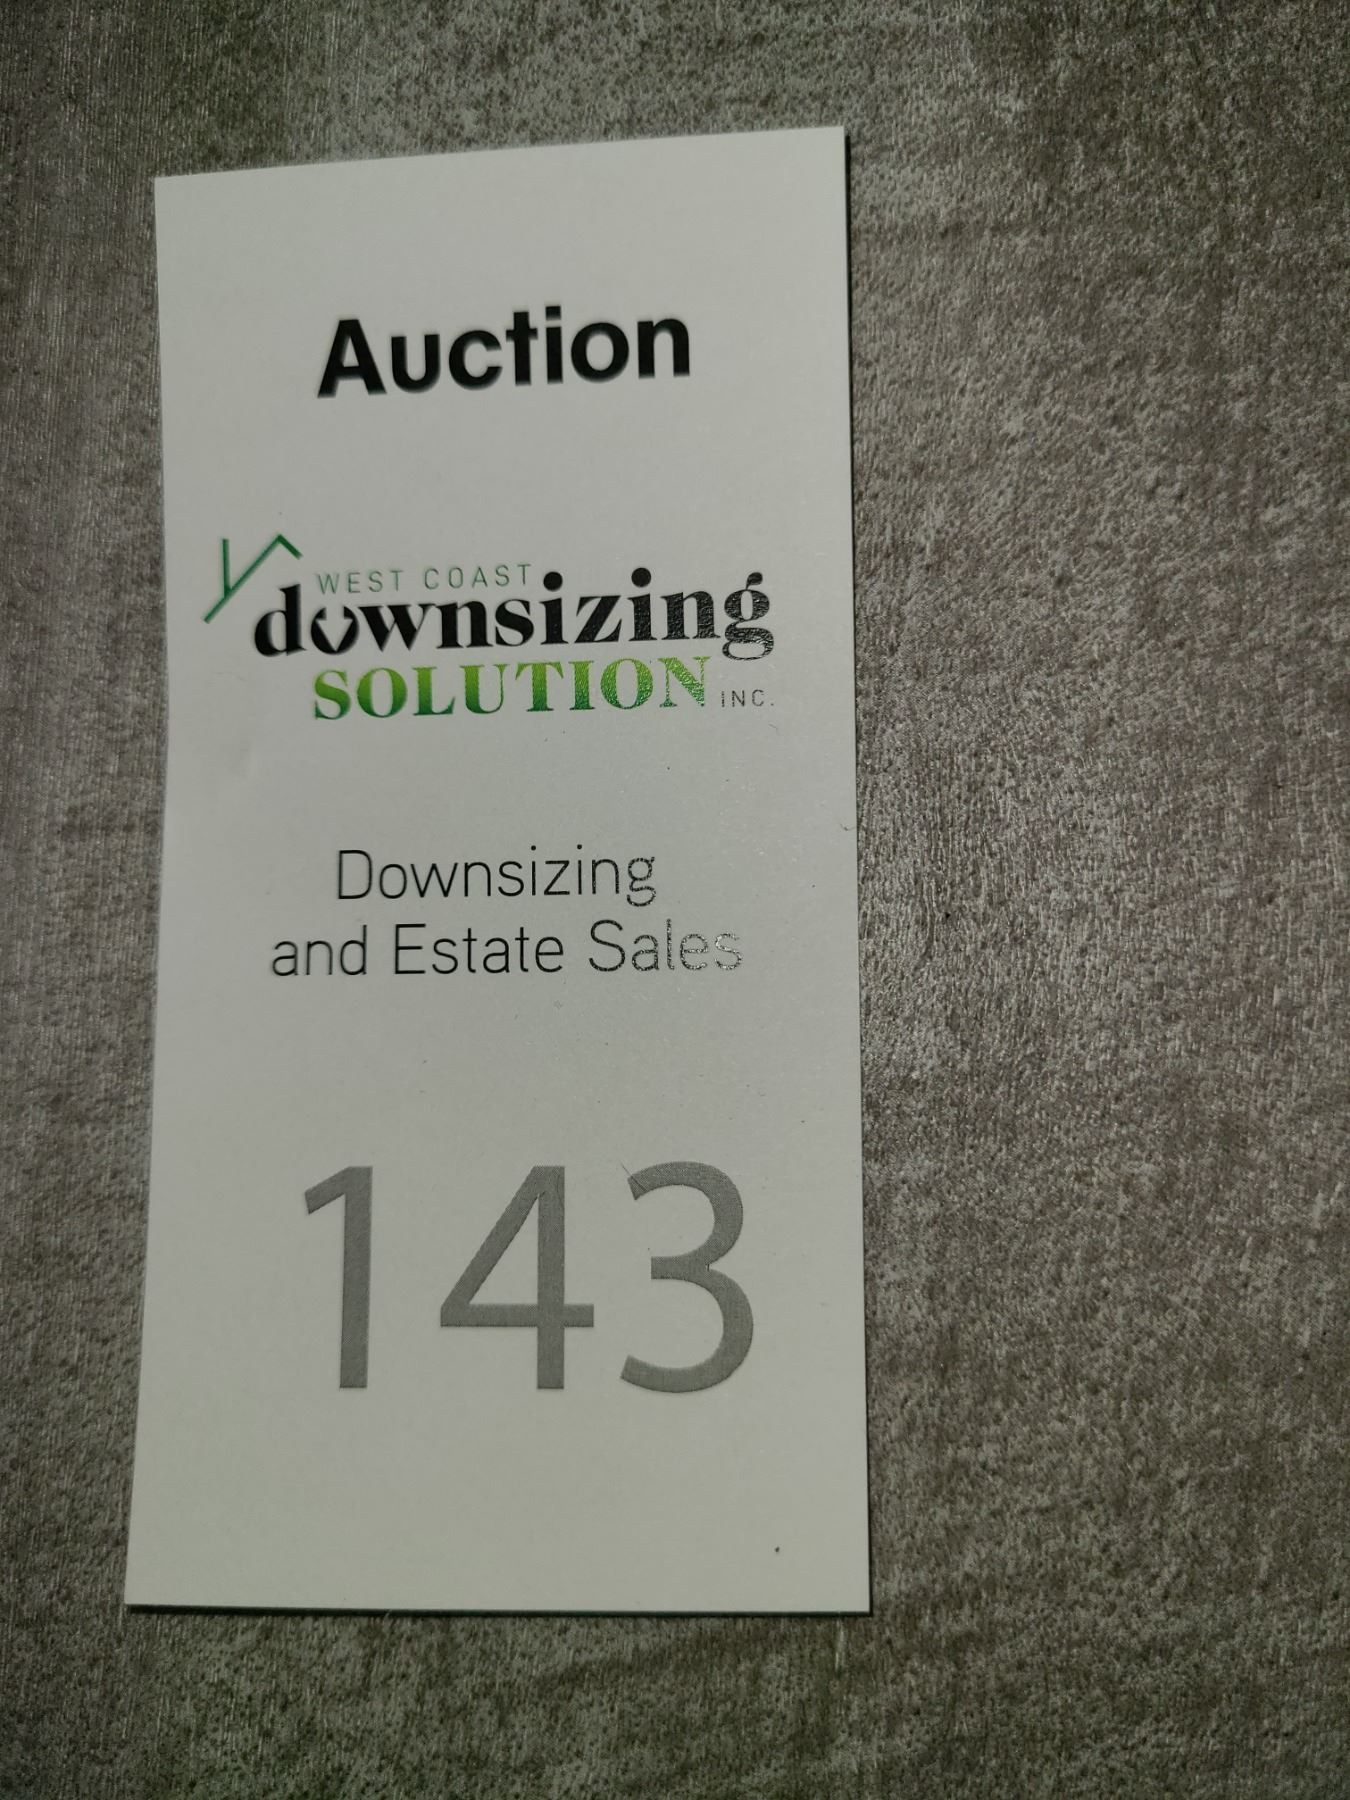 Auction
WEST COAST
downsizing
SOLUTION INC.
Downsizing
and Estate Sales
143